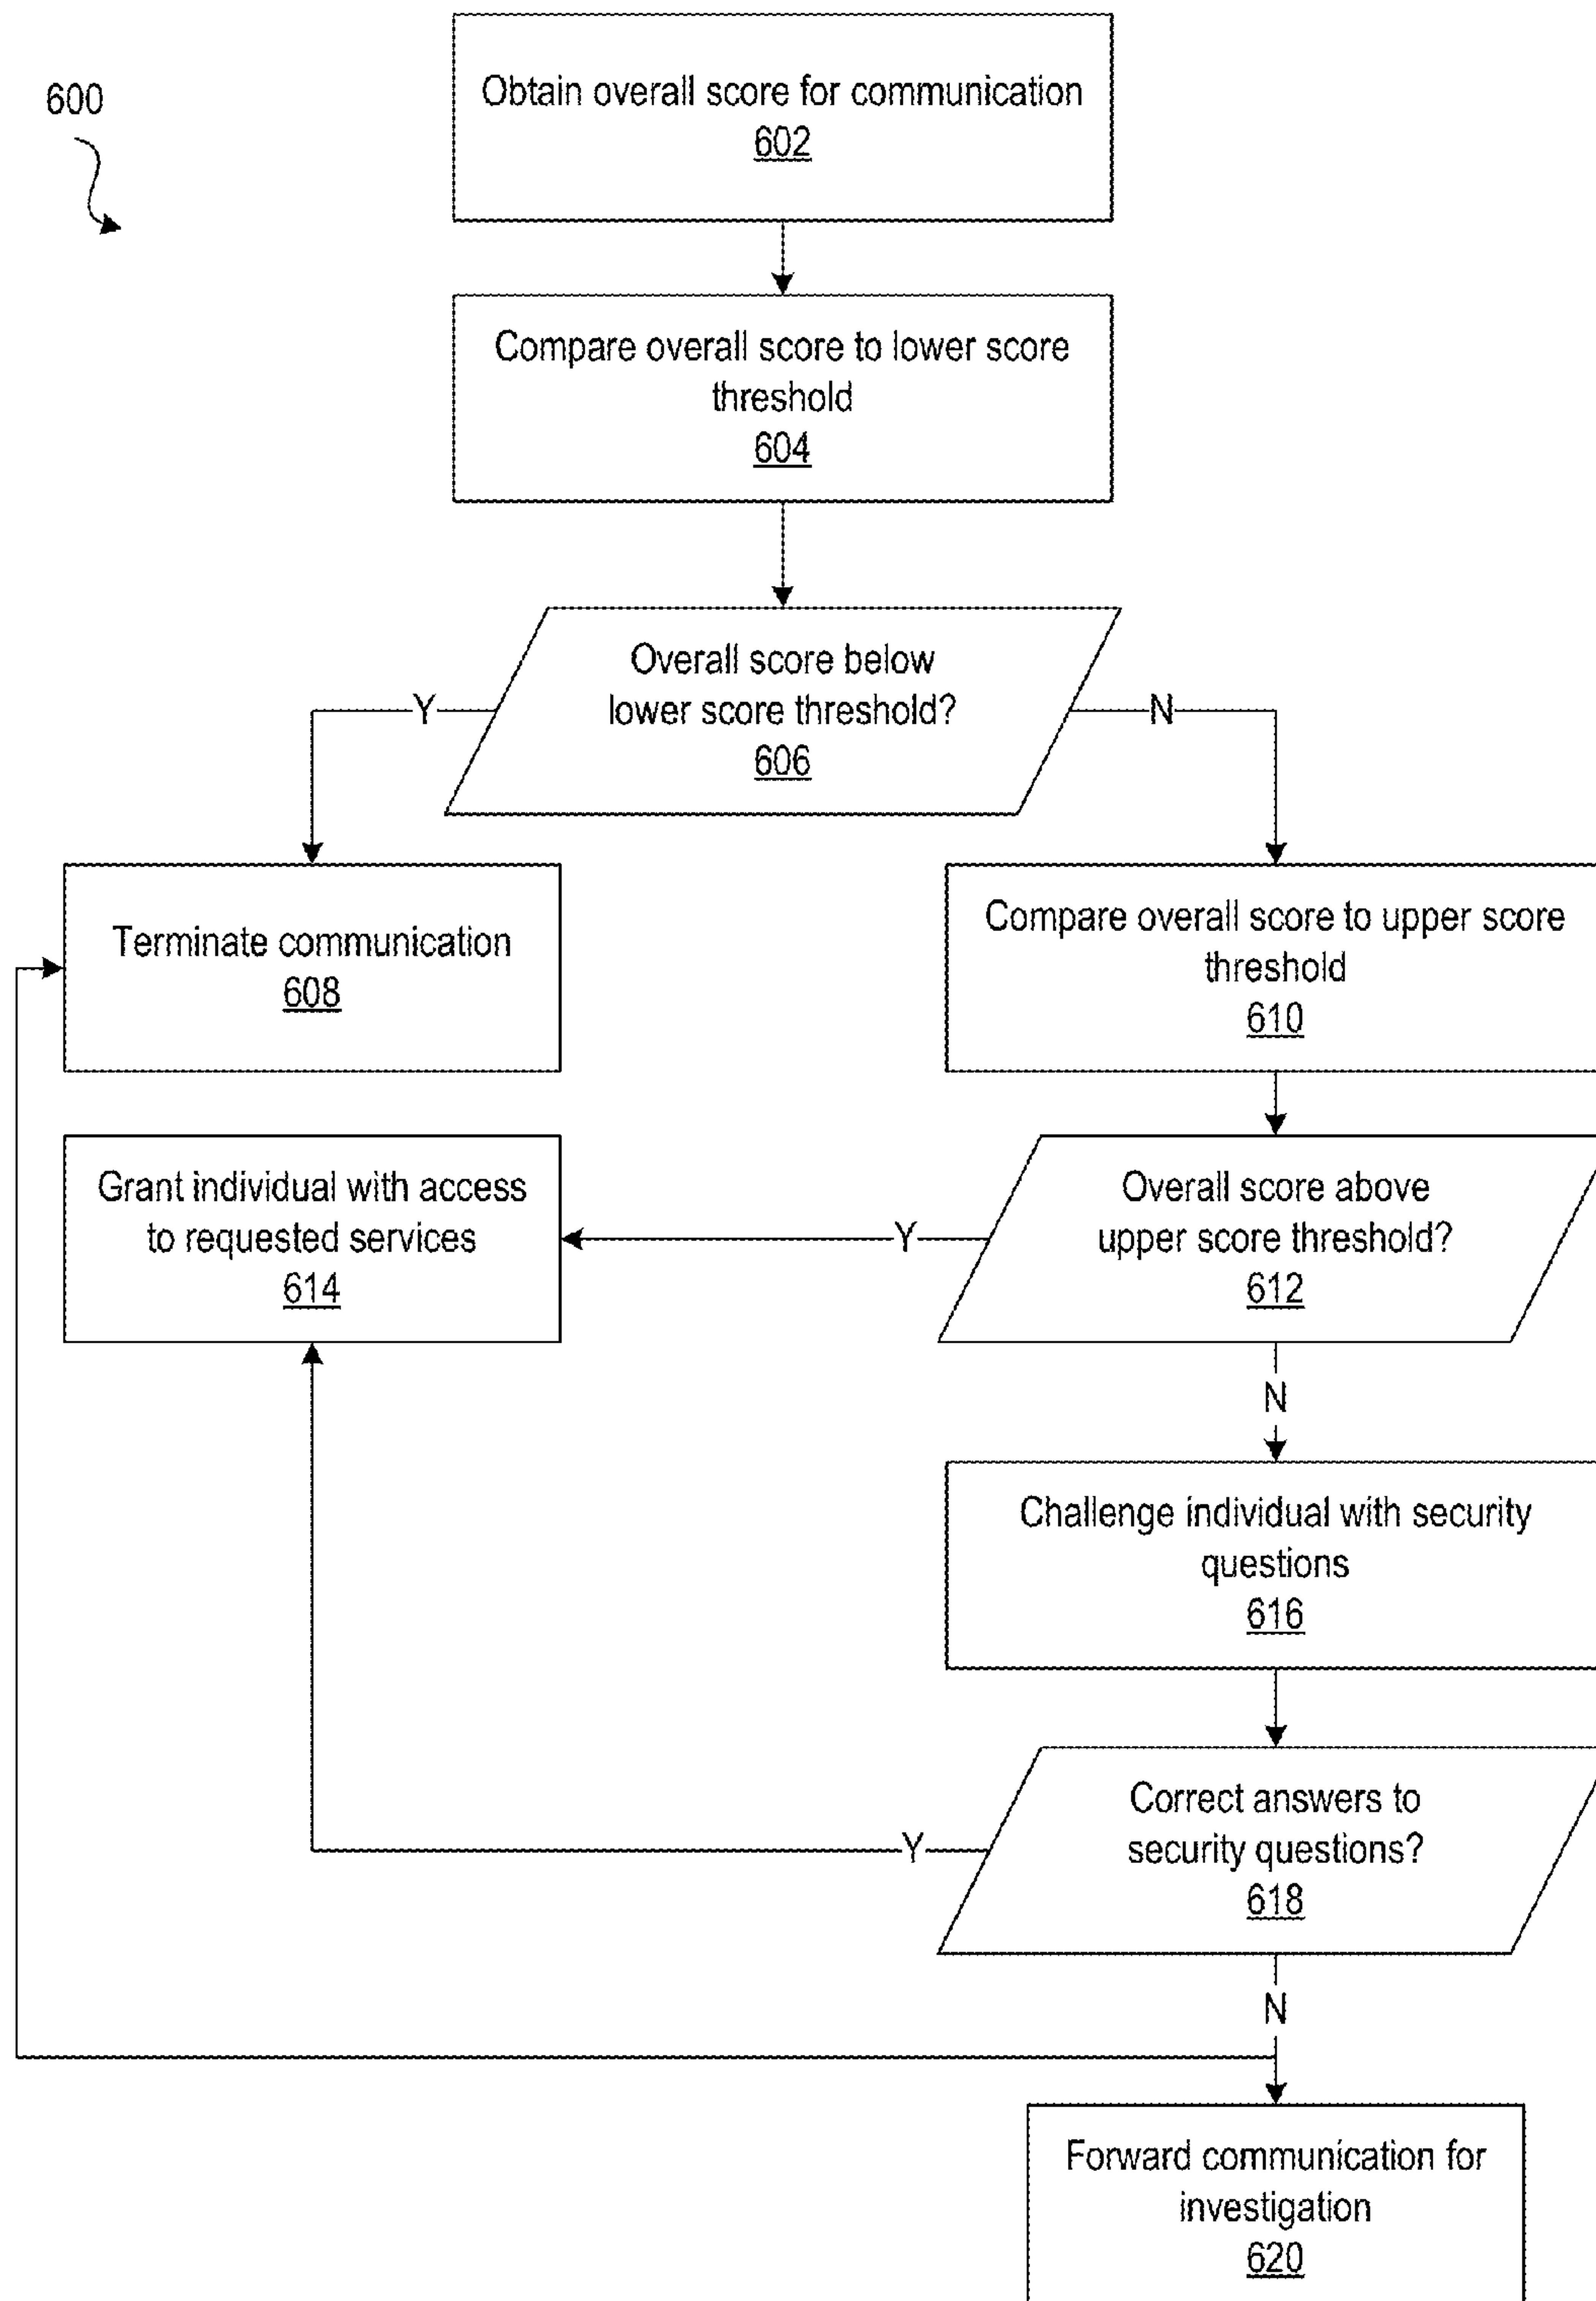 600
Obtain overall score for communication
602
Compare overall score to lower score
threshold
604
Overall score below
lower score threshold?
606
Y
N
Terminate communication
608
Compare overall score to upper score
threshold
610
Grant individual with access
to requested services
614
Y
Overall score above
upper score threshold?
612
N
Challenge individual with security
questions
616
Correct answers to
security questions?
618
Y
N
Forward communication for
investigation
620